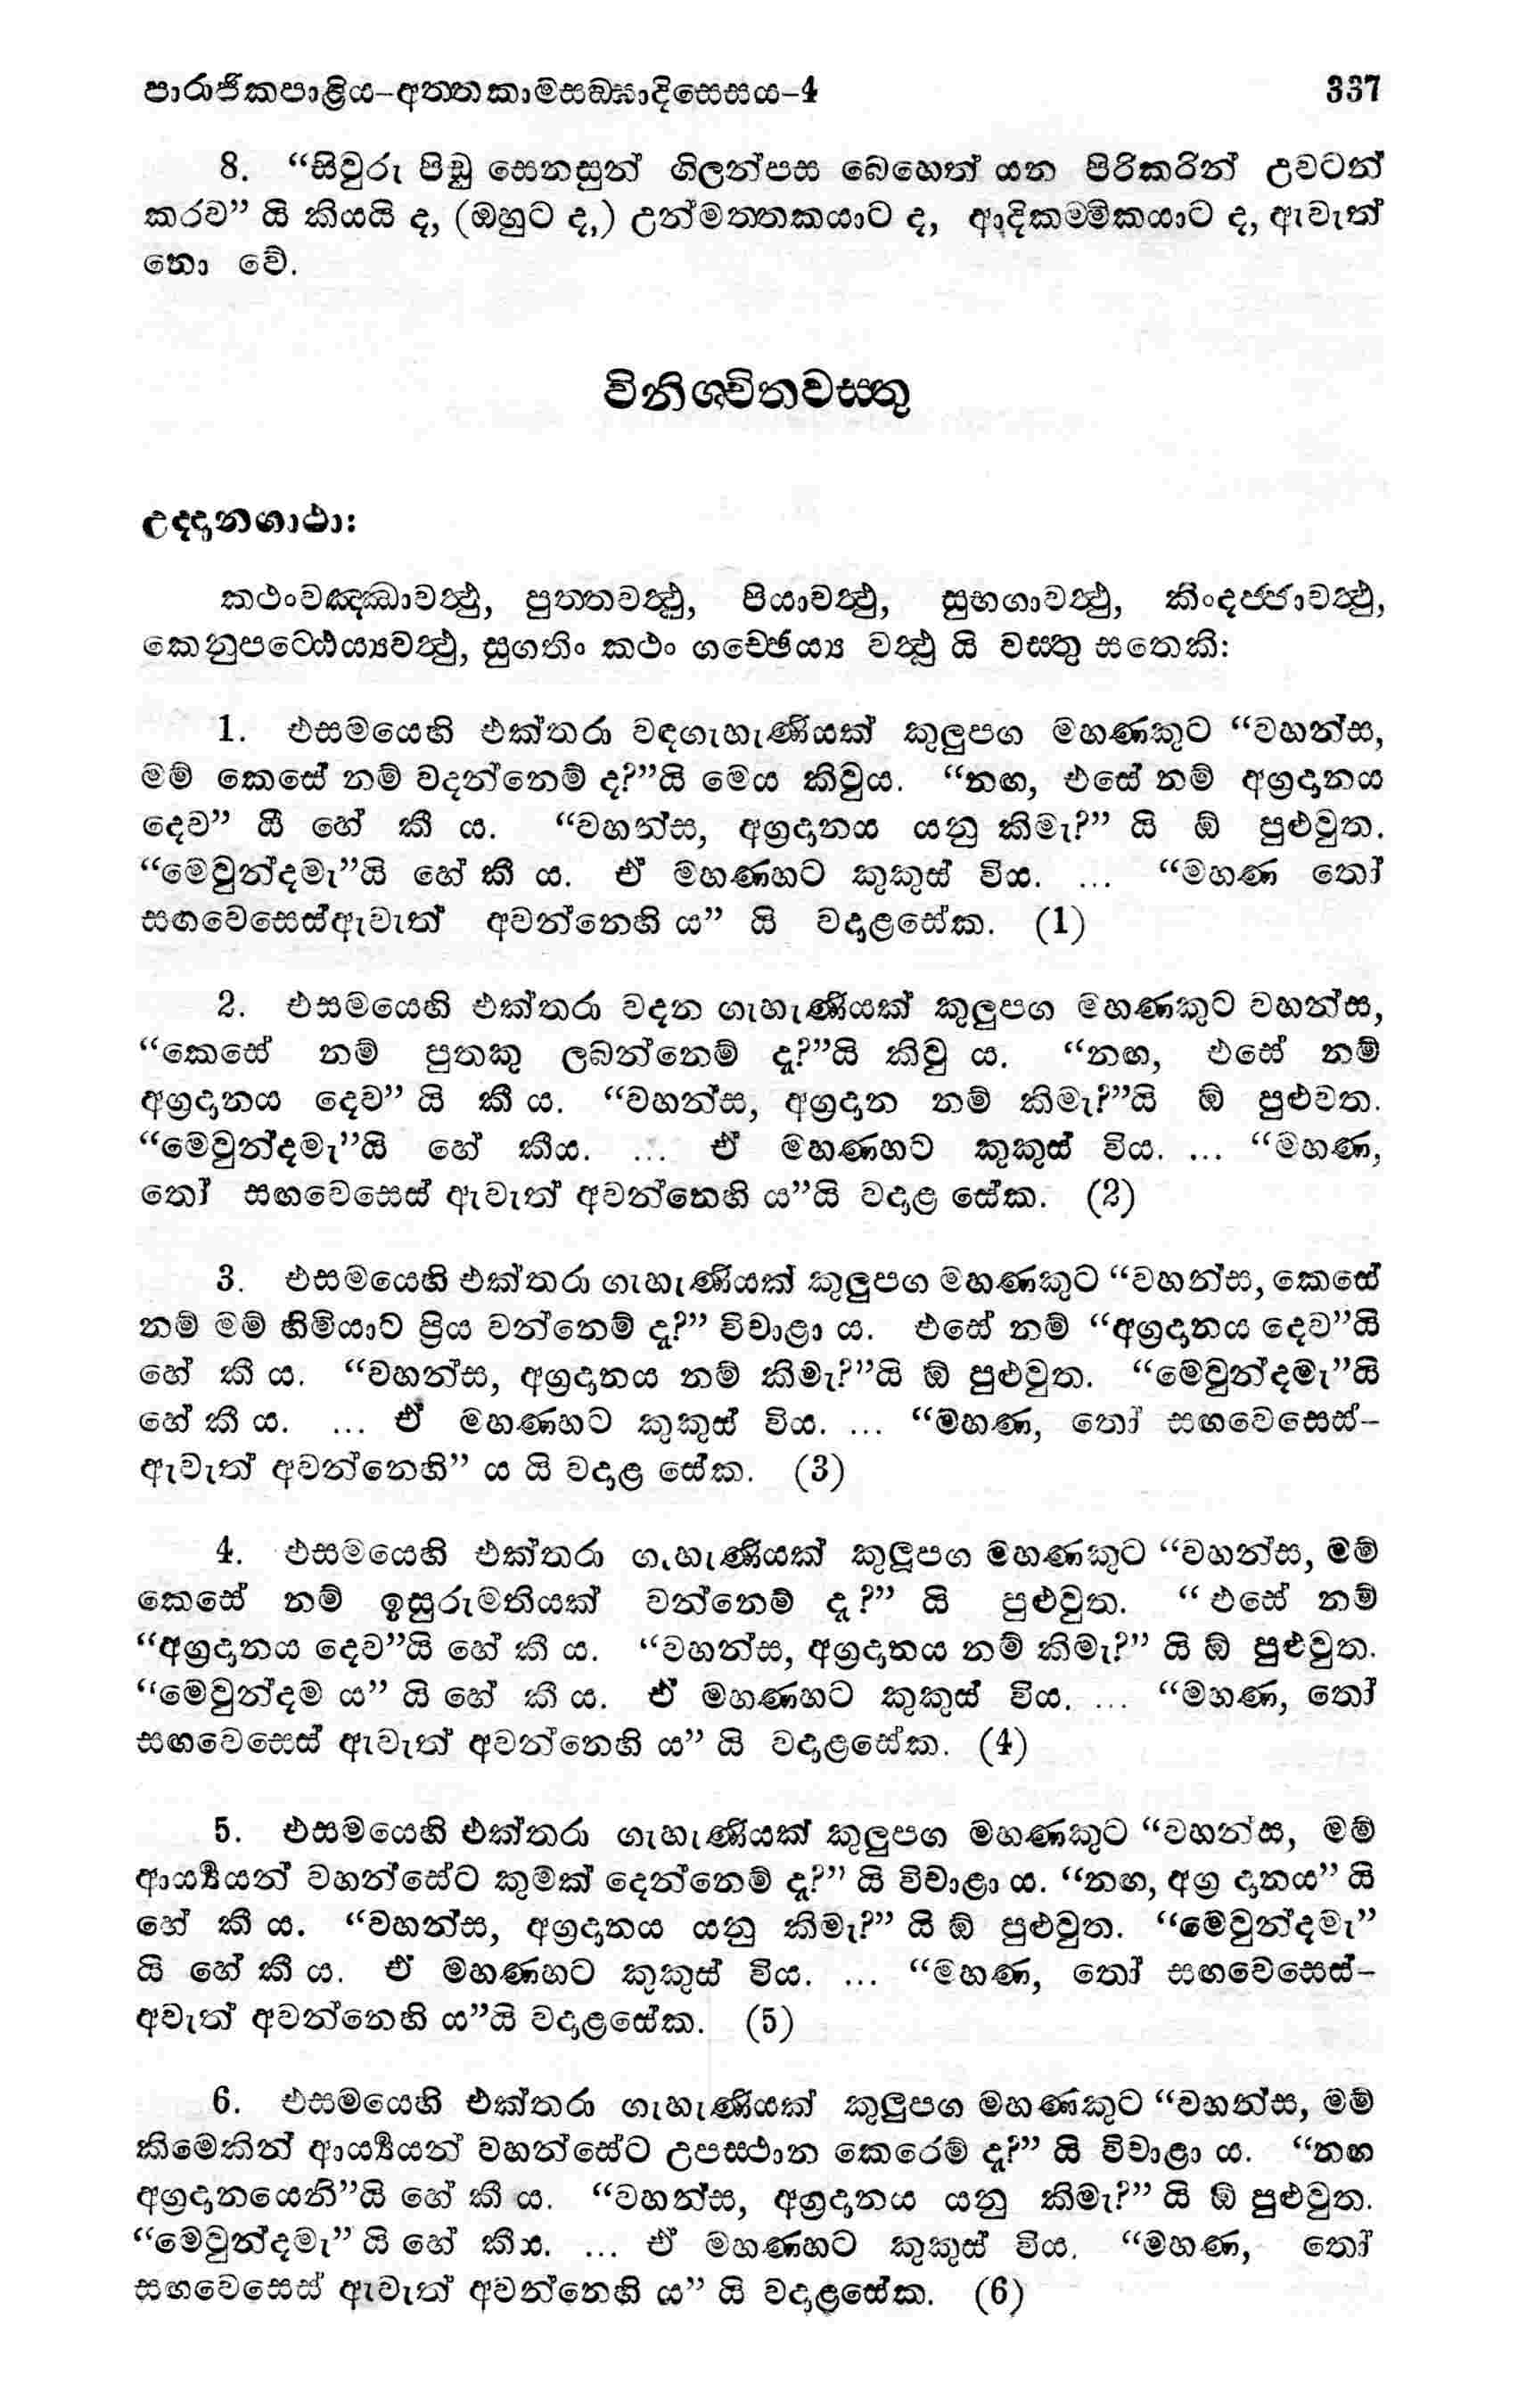 පාරාජිකපාළිය–අත්තකාමසඞ්ඝාදිසෙසය–4 337
8. “සිවුරු පිඬු සෙනසුන් ගිලන්පස බෙහෙත් යන පිරිකරින් උවටන්
කරව” යි කියයි ද, (ඔහුට ද,) උන්මත්තකයාට ද, ආදිකම්මිකයාට ද, ඇවැත්
නො වේ.
විනිශ්චිතවස්තු
උද්දානගාථා:
කථංවඤ්ඣාවත්ථු, පුත්තවත්ථු, පියාවත්ථු, සුභගාවත්ථු, කිංදජ්ජාවත්ථු,
කෙනුපට්ඨෙය්‍යවත්ථු, සුගතිං කථං ගච්ඡෙය්‍ය වත්ථු යි වස්තු සතෙකි:
1. එසමයෙහි එක්තරා වඳගැහැණියක් කුලුපග මහණකුට “වහන්ස,
මම් කෙසේ නම් වදන්නෙම් ද?”යි මෙය කිවුය. “නඟ, එසේ නම් අග්‍රදානය
දෙව” යී හේ කී ය. “වහන්ස, අග්‍රදානය යනු කිමැ?” යි ඕ පුළුවුත.
“මෙවුන්දමැ”යි හේ කී ය. ඒ මහණහට කුකුස් විය. ... “මහණ තෝ
සඟවෙසෙස්ඇවැත් අවන්නෙහි ය” යි වදාළසේක. (1)
2. එසමයෙහි එක්තරා වදන ගැහැණියක් කුලුපග මහණකුට වහන්ස,
“කෙසේ නම් පුතකු ලබන්නෙම් දැ?”යි කිවු ය. “නඟ, එසේ නම්
අග්‍රදානය දෙව” යි කී ය. “වහන්ස, අග්‍රදාන නම් කිමැ?”යි ඕ පුළුවත.
“මෙවුන්දමැ”යි හේ කීය. ... ඒ මහණහට කුකුස් විය. ... “මහණ,
තෝ සඟවෙසෙස් ඇවැත් අවන්නෙහි ය”යි වදාළ සේක. (2)
3. එසමයෙහි එක්තරා ගැහැණියක් කුලුපග මහණකුට “වහන්ස, කෙසේ
නම් මම් හිමියාට ප්‍රිය වන්නෙම් දැ?” විචාළා ය. එසේ නම් “අග්‍රදානය දෙව”යි
හේ කී ය. “වහන්ස, අග්‍රදානය නම් කිමැ?”යි ඕ පුළුවුත. “මෙවුන්දමැ”යි
හේ කී ය. ... ඒ මහණහට කුකුස් විය. ... “මහණ, තෝ සඟවෙසෙස්–
ඇවැත් අවන්නෙහි” ය යි වදාළ සේක. (3)
4. එසමයෙහි එක්තරා ගැහැණියක් කුලූපග මහණකුට “වහන්ස, මම්
කෙසේ නම් ඉසුරුමතියක් වන්නෙම් දැ?” යි පුළුවුත. “ එසේ නම්
“අග්‍රදානය දෙව”යි හේ කී ය. “වහන්ස, අග්‍රදානය නම් කිමැ?” යි ඕ පුළුවුත.
“මෙවුන්දම ය” යි හේ කී ය. ඒ මහණහට කුකුස් විය. ... “මහණ, තෝ
සඟවෙසෙස් ඇවැත් අවන්නෙහි ය” යි වදාළසේක. (4)
5. එසමයෙහි එක්තරා ගැහැණියක් කුලුපග මහණකුට “වහන්ස, මම්
ආර්‍ය්‍යයන් වහන්සේට කුමක් දෙන්නෙම් දැ?” යි විචාළා ය. “නඟ, අග්‍ර දානය” යි
හේ කී ය. “වහන්ස, අග්‍රදානය යනු කිමැ?” යි ඕ පුළුවුත. “මෙවුන්දමැ”
යි හේ කී ය. ඒ මහණහට කුකුස් විය. ... “මහණ, තෝ සඟවෙසෙස්–
අවැත් අවන්නෙහි ය”යි වදාළසේක. (5)
6. එසමයෙහි එක්තරා ගැහැණියක් කුලුපග මහණකුට “වහන්ස, මම්
කිමෙකින් ආර්‍ය්‍යයන් වහන්සේට උපස්ථාන කෙරෙම් දැ?” යි විචාළා ය. “නඟ
අග්‍රදානයෙනි”යි හේ කී ය. “වහන්ස, අග්‍රදානය යනු කිමැ?” යි ඕ පුළුවුත.
“මෙවුන්දමැ” යි හේ කීය. ... ඒ මහණහට කුකුස් විය. “මහණ, තෝ
සඟවෙසෙස් ඇවැත් අවන්නෙහි ය” යි වදාළසේක. (6)